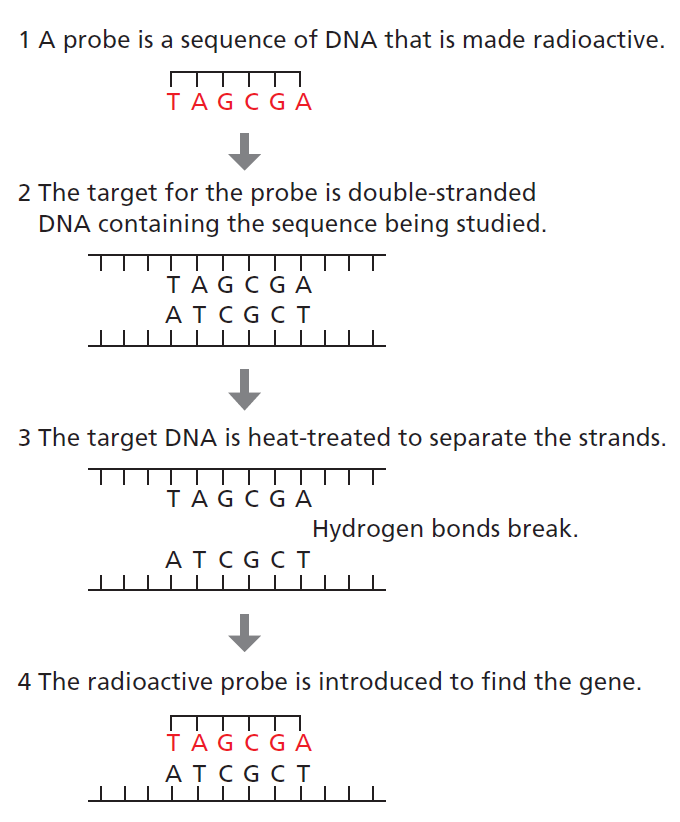 1 A probe is a sequence of DNA that is made radioactive.
T A G C G A
2 The target for the probe is double-stranded
DNA containing the sequence being studied.
T A G C G A
A T C G C T
3 The target DNA is heat-treated to separate the strands.
T A G C G A
Hydrogen bonds break.
A T C G C T
4 The radioactive probe is introduced to find the gene.
T A G C G A
A T C G C T